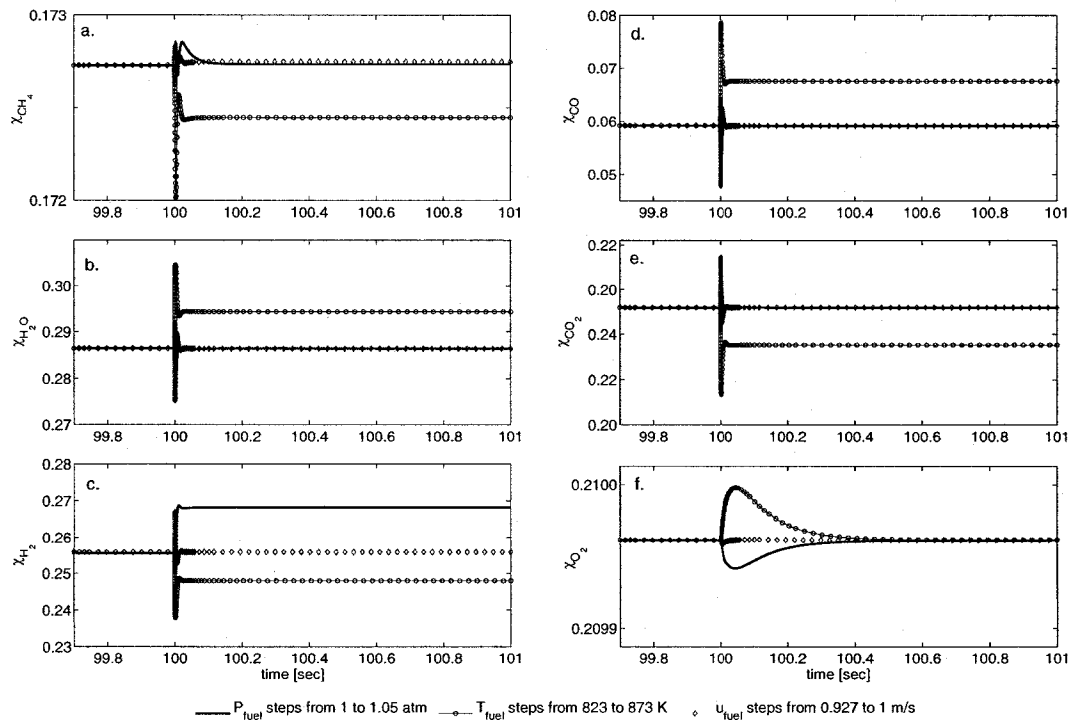 a.
0.173
0.172
χCH4
99.8 100 100.2 100.4 100.6 100.8 101
d.
0.08
0.07
0.06
0.05
χCO
99.8 100 100.2 100.4 100.6 100.8 101
b.
0.30
0.29
0.28
0.27
χH2O
99.8 100 100.2 100.4 100.6 100.8 101
e.
0.22
0.20
0.24
0.22
0.20
χCO2
99.8 100 100.2 100.4 100.6 100.8 101
c.
0.28
0.27
0.26
0.25
0.24
0.23
χH2
99.8 100 100.2 100.4 100.6 100.8 101
time [sec]
f.
0.2100
0.2099
χO2
99.8 100 100.2 100.4 100.6 100.8 101
time [sec]
Pfuel steps from 1 to 1.05 atm Tfuel steps from 823 to 873 K ufuel steps from 0.927 to 1 m/s